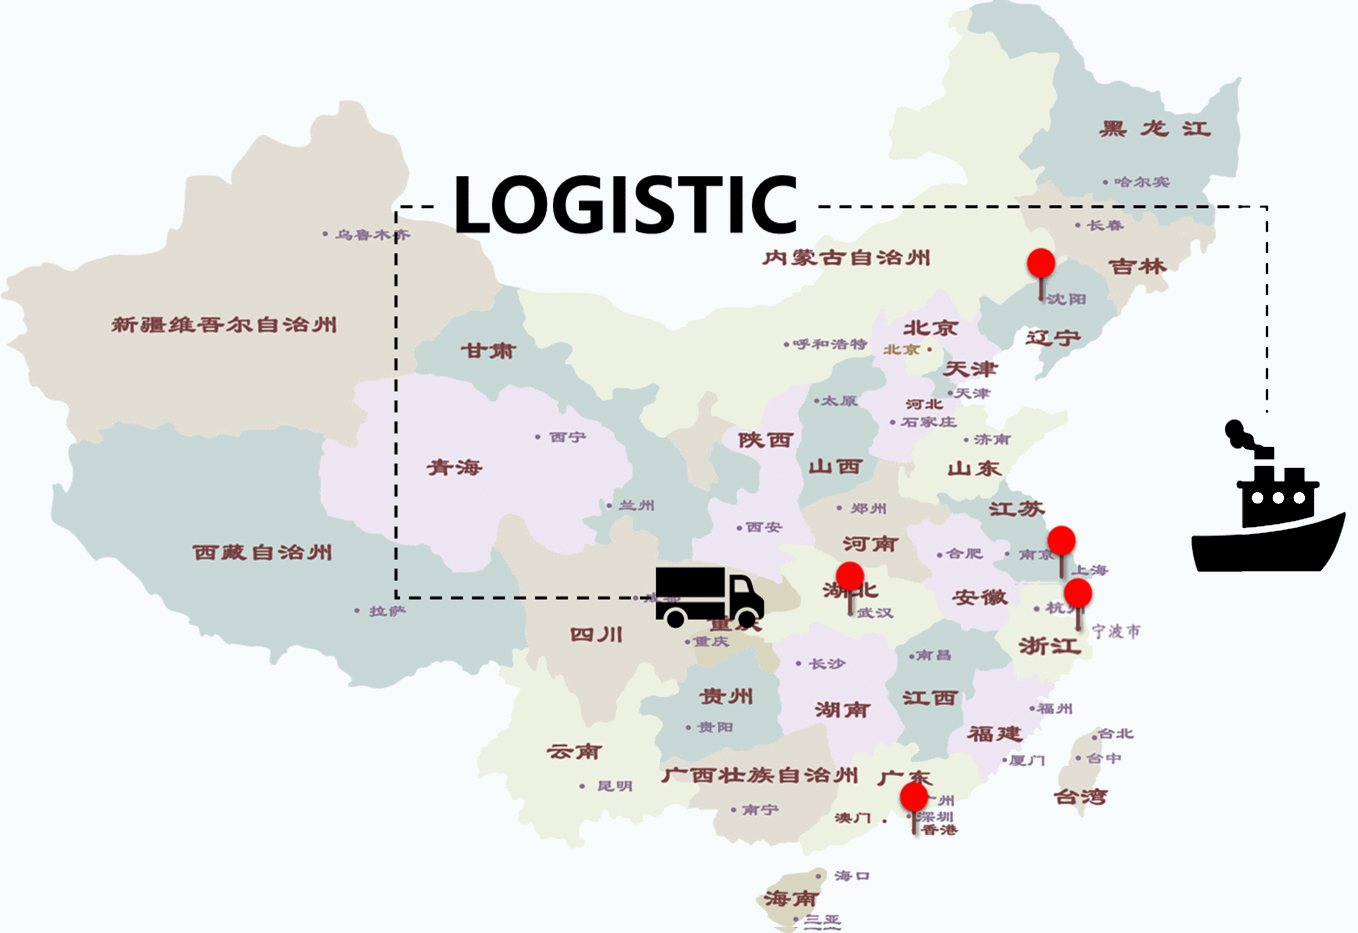 黑龙江
哈尔滨
LOGISTIC
长春
乌鲁木齐
内蒙古自治州
吉林
沈阳
新疆维吾尔自治州
北京
辽宁
呼和浩特
北京
甘肃
天津
天津
太原
河北
石家庄
西宁
陕西
济南
青海
山西
山东
兰州
郑州
江苏
西安
河南
合肥
南京
西藏自治州
上海
湖北
安徽
成都
拉萨
武汉
杭州
重庆
宁波市
四川
重庆
浙江
长沙
南昌
贵州
江西
湖南
福州
贵阳
福建
台北
云南
厦门
台中
广西壮族自治州
广东
昆明
台湾
广州
南宁
澳门
深圳
香港
海口
海南
三亚